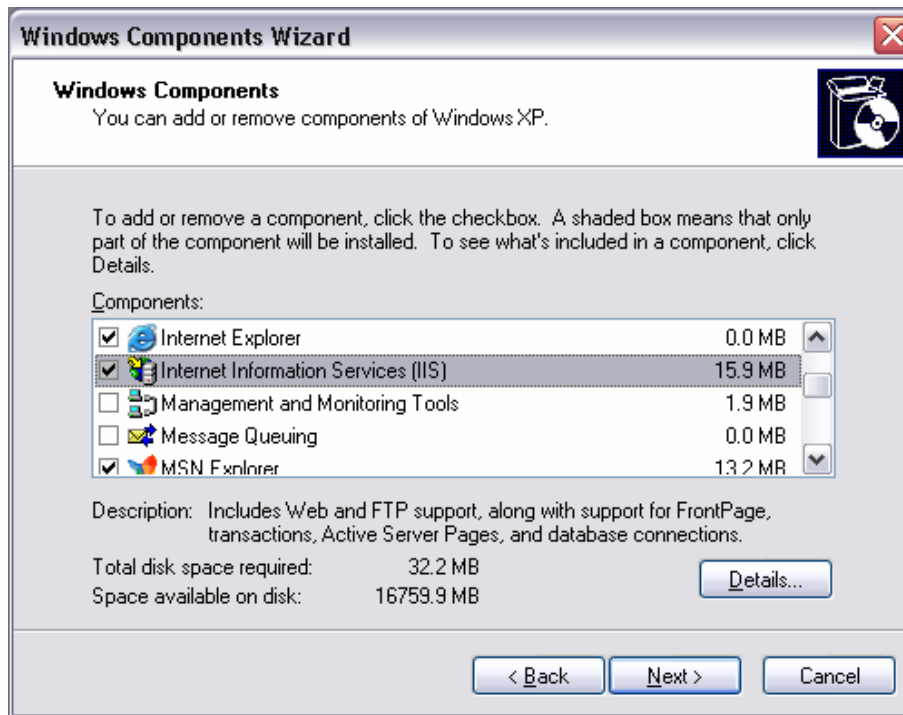 Windows Components Wizard
Windows Components
You can add or remove components of Windows XP.
To add or remove a component, click the checkbox. A shaded box means that only
part of the component will be installed. To see what's included in a component, click
Details.
Components:
Internet Explorer 0.0 MB
Internet Information Services (IIS) 15.9 MB
Management and Monitoring Tools 1.9 MB
Message Queuing 0.0 MB
MSN Explorer 13.2 MB
Description: Includes Web and FTP support, along with support for FrontPage,
transactions, Active Server Pages, and database connections.
Total disk space required: 32.2 MB
Space available on disk: 16759.9 MB
Details...
< Back Next > Cancel